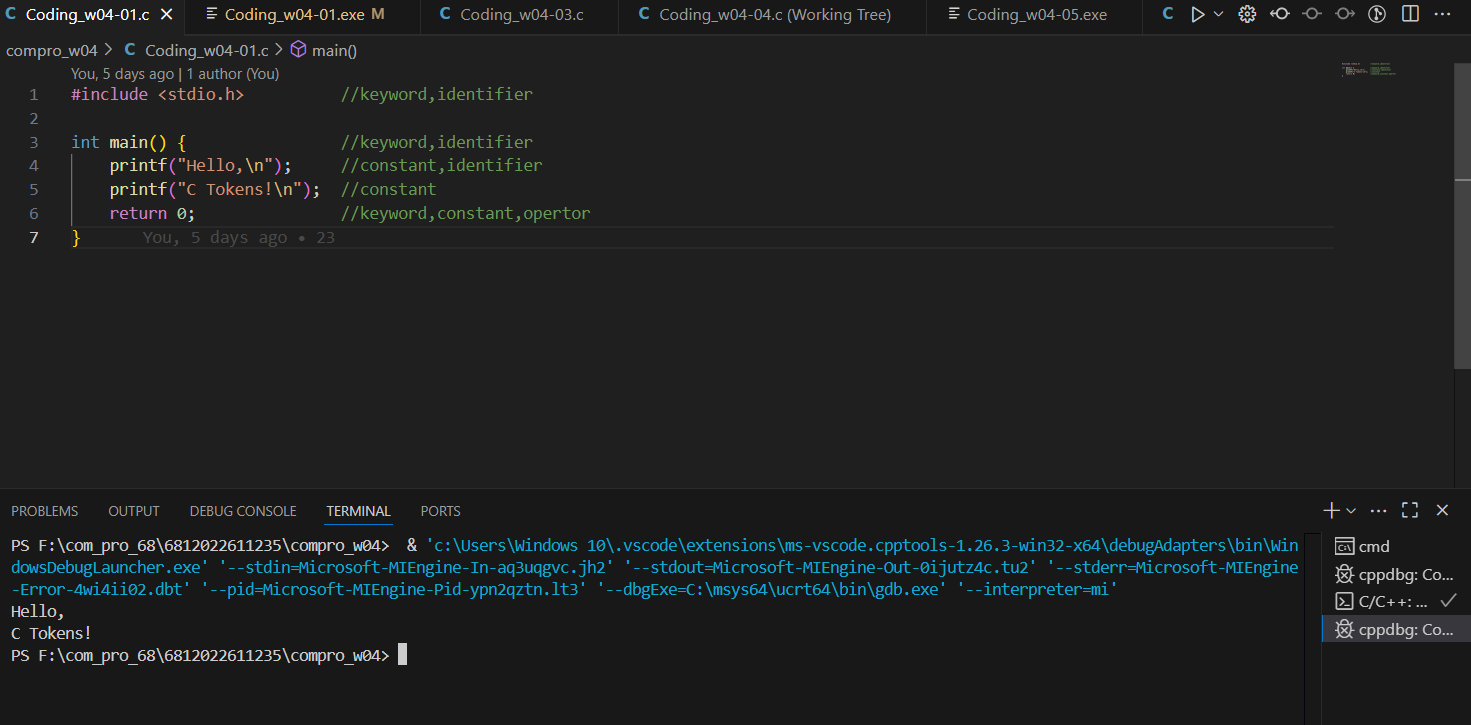 Coding_w04-01.c
Coding_w04-01.exe M
Coding_w04-03.c
Coding_w04-04.c (Working Tree)
Coding_w04-05.exe
compro_w04 > C Coding_w04-01.c > main()
You, 5 days ago | 1 author (You)
1 #include <stdio.h> //keyword,identifier
2
3 int main() { //keyword,identifier
4 printf("Hello,\n"); //constant,identifier
5 printf("C Tokens!\n"); //constant
6 return 0; //keyword,constant,opertor
7 } You, 5 days ago • 23
PROBLEMS OUTPUT DEBUG CONSOLE TERMINAL PORTS
PS F:\com_pro_68\6812022611235\compro_w04> & 'c:\Users\Windows 10\.vscode\extensions\ms-vscode.cpptools-1.26.3-win32-x64\debugAdapters\bin\Win
dowsDebugLauncher.exe' '--stdin=Microsoft-MIEngine-In-aq3uqgvc.jh2' '--stdout=Microsoft-MIEngine-Out-0ijutz4c.tu2' '--stderr=Microsoft-MIEngine
-Error-4wi4ii02.dbt' '--pid=Microsoft-MIEngine-Pid-ypn2qztn.lt3' '--dbgExe=C:\msys64\ucrt64\bin\gdb.exe' '--interpreter=mi'
Hello,
C Tokens!
PS F:\com_pro_68\6812022611235\compro_w04>
cmd
cppdbg: Co...
C/C++: ...
cppdbg: Co...